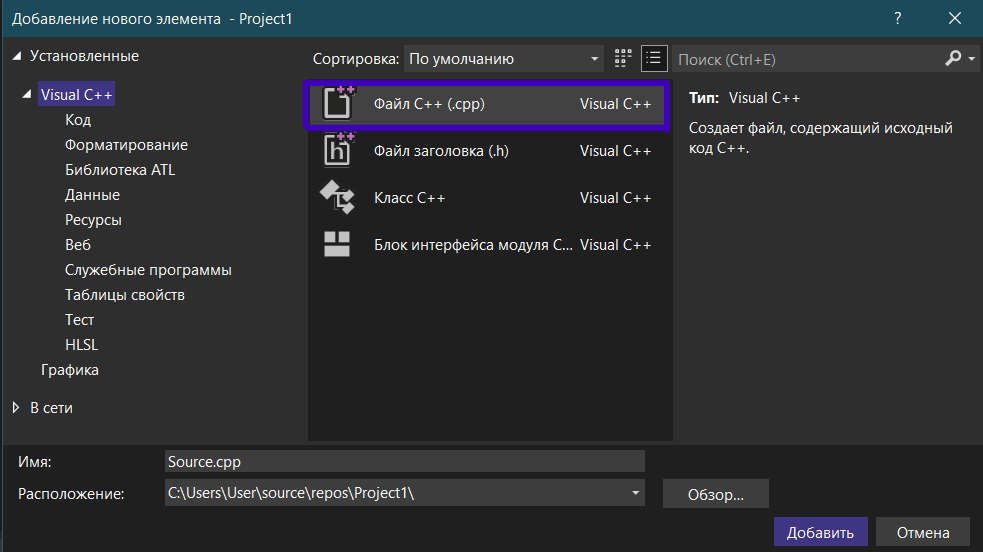 Добавление нового элемента - Project1
?
Установленные
Visual C++
Код
Форматирование
Библиотека ATL
Данные
Ресурсы
Веб
Служебные программы
Таблицы свойств
Тест
HLSL
Графика
В сети
Сортировка: По умолчанию
Поиск (Ctrl+E)
Файл C++ (.cpp) Visual C++
Файл заголовка (.h) Visual C++
Класс C++ Visual C++
Блок интерфейса модуля C... Visual C++
Тип: Visual C++
Создает файл, содержащий исходный
код C++.
Имя: Source.cpp
Расположение: C:\Users\User\source\repos\Project1\
Обзор...
Добавить Отмена